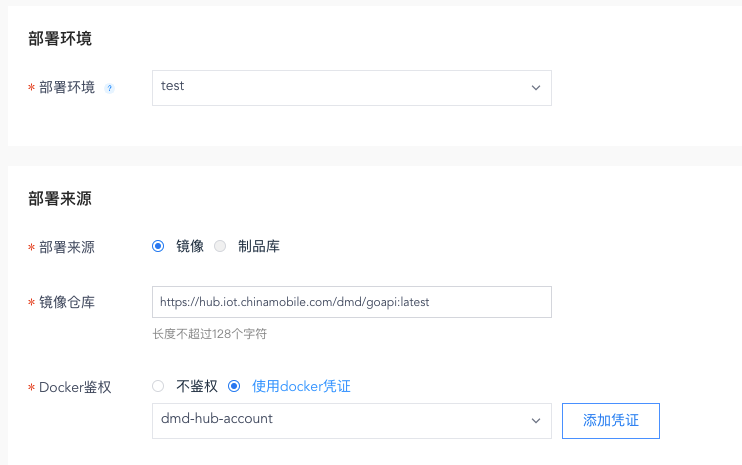 部署环境
* 部署环境 ?
test
部署来源
* 部署来源 镜像 制品库
* 镜像仓库 https://hub.iot.chinamobile.com/dmd/goapi:latest
长度不超过128个字符
* Docker鉴权 不鉴权 使用docker凭证
dmd-hub-account 添加凭证